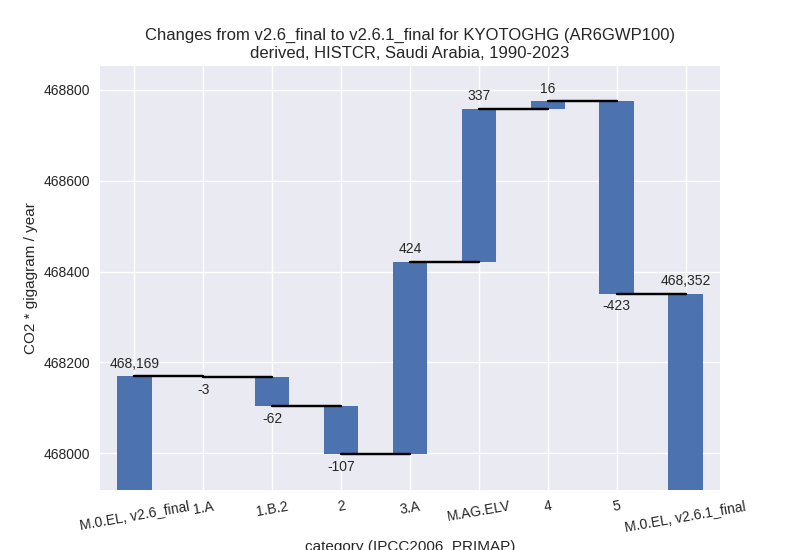 Changes from v2.6_final to v2.6.1_final for KYOTOGHG (AR6GWP100)
derived, HISTCR, Saudi Arabia, 1990-2023
CO2 * gigagram / year
468800
468600
468400
468200
468000
468,169
-3
-62
-107
424
337
16
-423
468,352
M.0.EL, v2.6_final
1.A
1.B.2
2
3.A
M.AG.ELV
4
5
M.0.EL, v2.6.1_final
category (IPCC2006_PRIMAP)